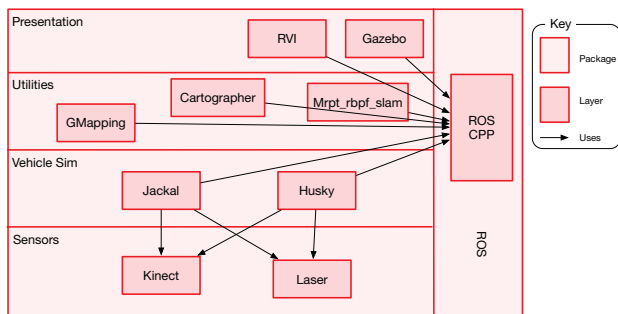 Presentation
RVI
Gazebo
Utilities
Cartographer
Mrpt_rbpf_slam
GMapping
ROS
CPP
Vehicle Sim
Jackal
Husky
Sensors
Kinect
Laser
ROS
Key
Package
Layer
Uses